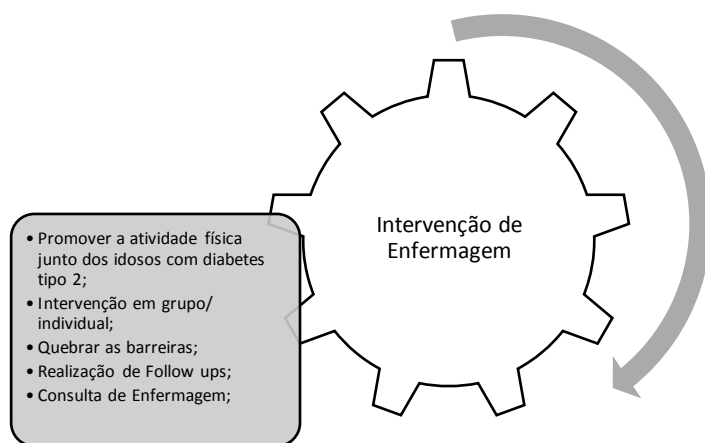 Intervenção de
Enfermagem
• Promover a atividade física
junto dos idosos com diabetes
tipo 2;
• Intervenção em grupo/
individual;
• Quebrar as barreiras;
• Realização de Follow ups;
• Consulta de Enfermagem;